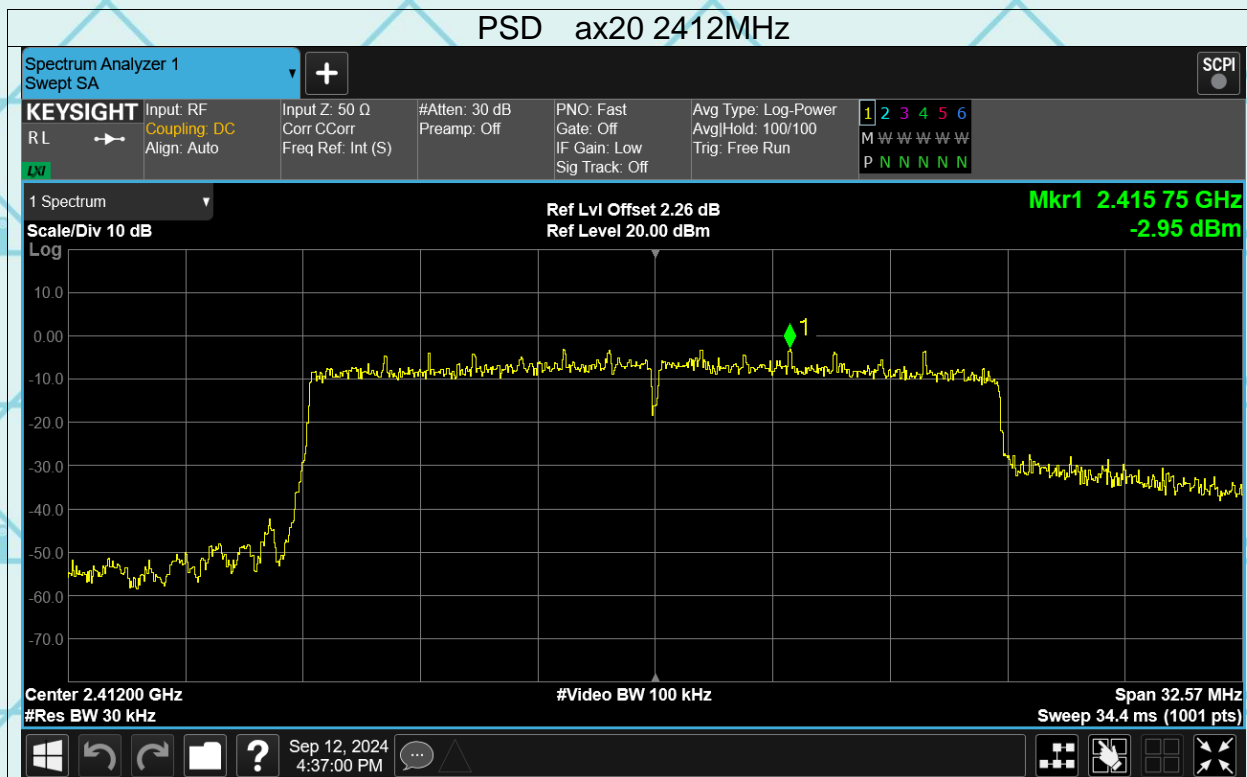 PSD ax20 2412MHz
Spectrum Analyzer 1
Swept SA
SCPI
KEYSIGHT
RL
LXI
Input: RF
Coupling: DC
Align: Auto
Input Z: 50 Ω
Corr CCorr
Freq Ref: Int (S)
#Atten: 30 dB
Preamp: Off
PNO: Fast
Gate: Off
IF Gain: Low
Sig Track: Off
Avg Type: Log-Power
Avg|Hold: 100/100
Trig: Free Run
1 2 3 4 5 6
M W W W W W
P N N N N N
1 Spectrum
Scale/Div 10 dB
Log
Ref Lvl Offset 2.26 dB
Ref Level 20.00 dBm
Mkr1 2.415 75 GHz
-2.95 dBm
1
10.0
0.00
-10.0
-20.0
-30.0
-40.0
-50.0
-60.0
-70.0
Center 2.41200 GHz
#Res BW 30 kHz
#Video BW 100 kHz
Span 32.57 MHz
Sweep 34.4 ms (1001 pts)
?
Sep 12, 2024
4:37:00 PM